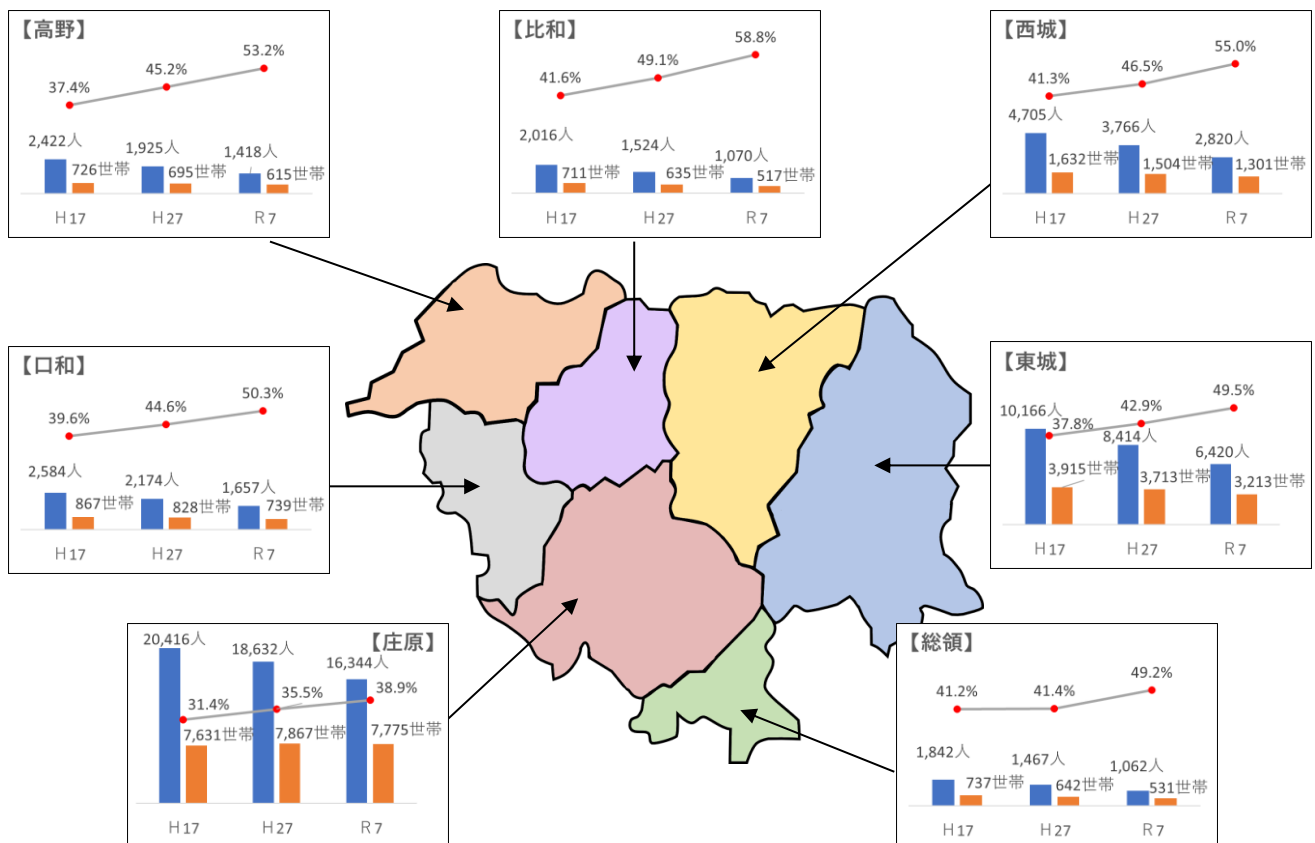 【高野】
37.4%
45.2%
53.2%
2,422人
1,925人
1,418人
726世帯
695世帯
615世帯
H17
H27
R7
【比和】
41.6%
49.1%
58.8%
2,016人
1,524人
1,070人
711世帯
635世帯
517世帯
H17
H27
R7
【西城】
41.3%
46.5%
55.0%
4,705人
3,766人
2,820人
1,632世帯
1,504世帯
1,301世帯
H17
H27
R7
【口和】
39.6%
44.6%
50.3%
2,584人
2,174人
1,657人
867世帯
828世帯
739世帯
H17
H27
R7
【東城】
10,166人
37.8%
42.9%
49.5%
8,414人
6,420人
3,915世帯
3,713世帯
3,213世帯
H17
H27
R7
【庄原】
20,416人
18,632人
16,344人
31.4%
35.5%
38.9%
7,631世帯
7,867世帯
7,775世帯
H17
H27
R7
【総領】
41.2%
41.4%
49.2%
1,842人
1,467人
1,062人
737世帯
642世帯
531世帯
H17
H27
R7